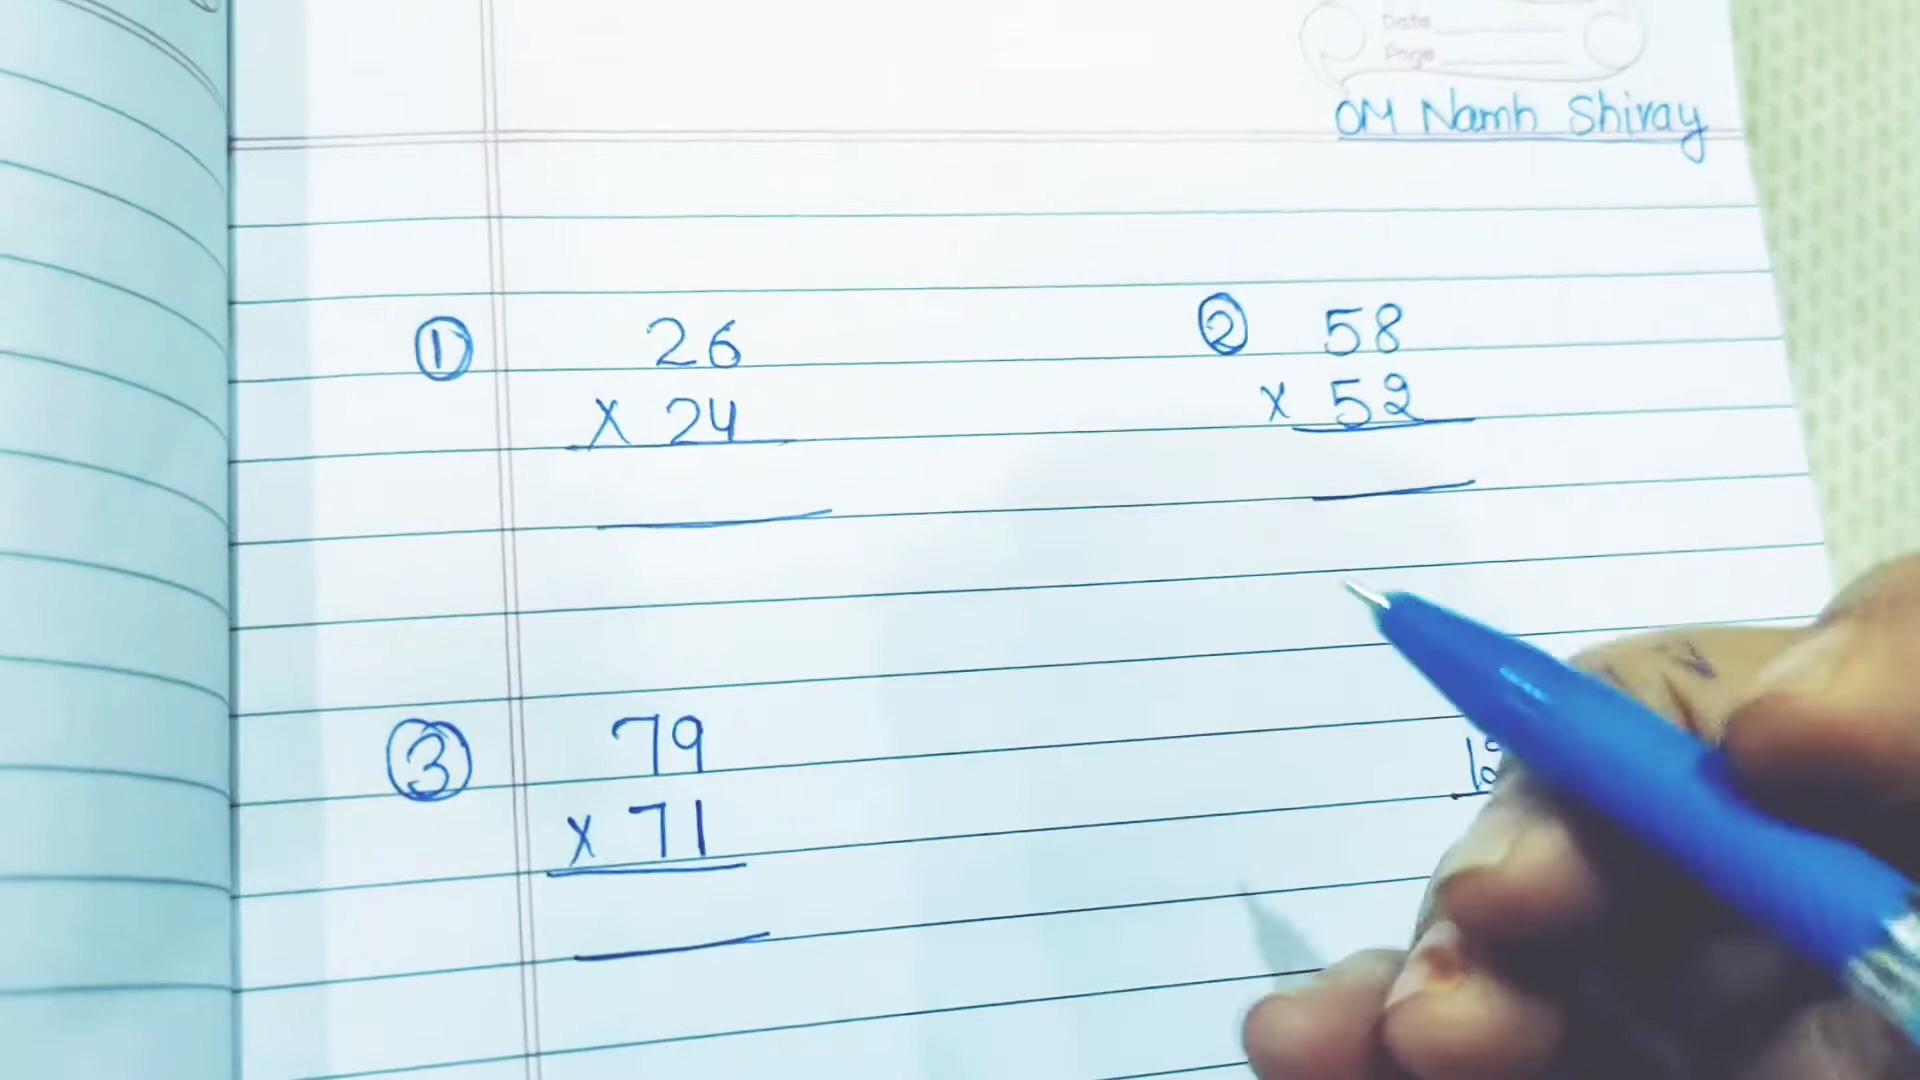 Date
Page
OM Namh Shivay
① 26
x 24
② 58
x 52
③ 79
x 71